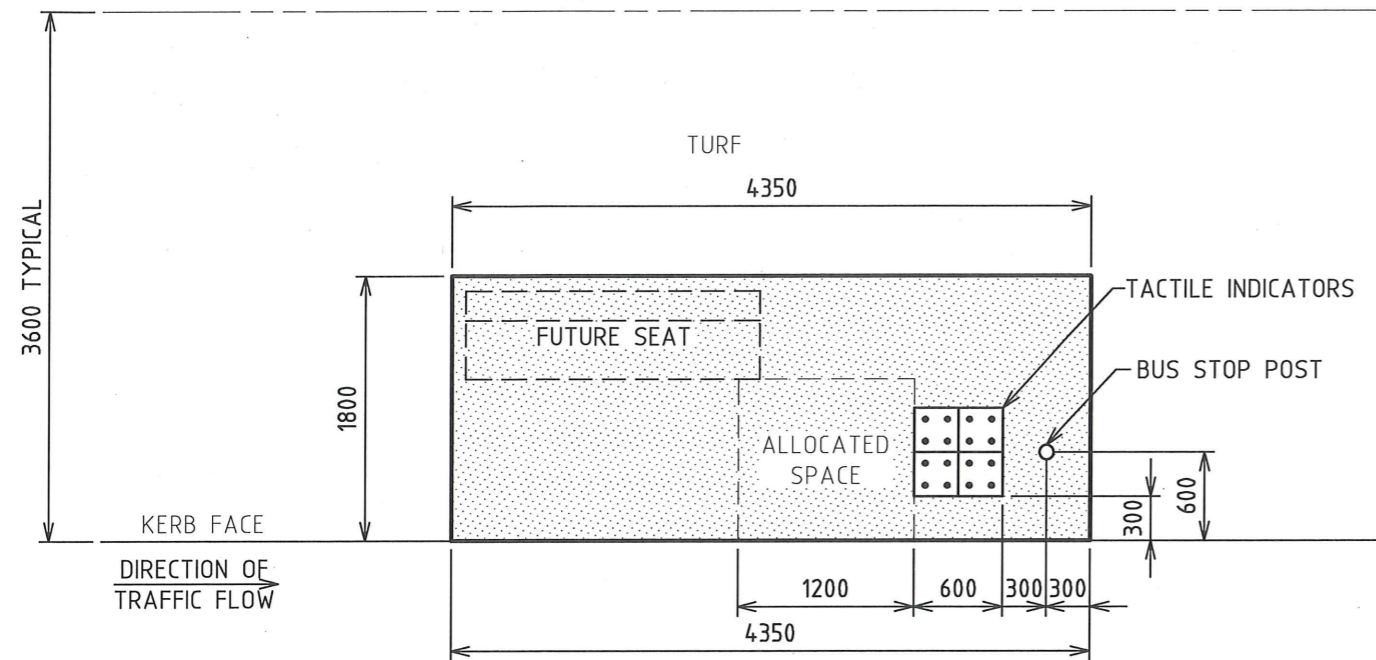 TURF
4350
3600 TYPICAL
TACTILE INDICATORS
FUTURE SEAT
BUS STOP POST
1800
ALLOCATED
SPACE
600
300
KERB FACE
DIRECTION OF
TRAFFIC FLOW
1200
600
300
300
4350